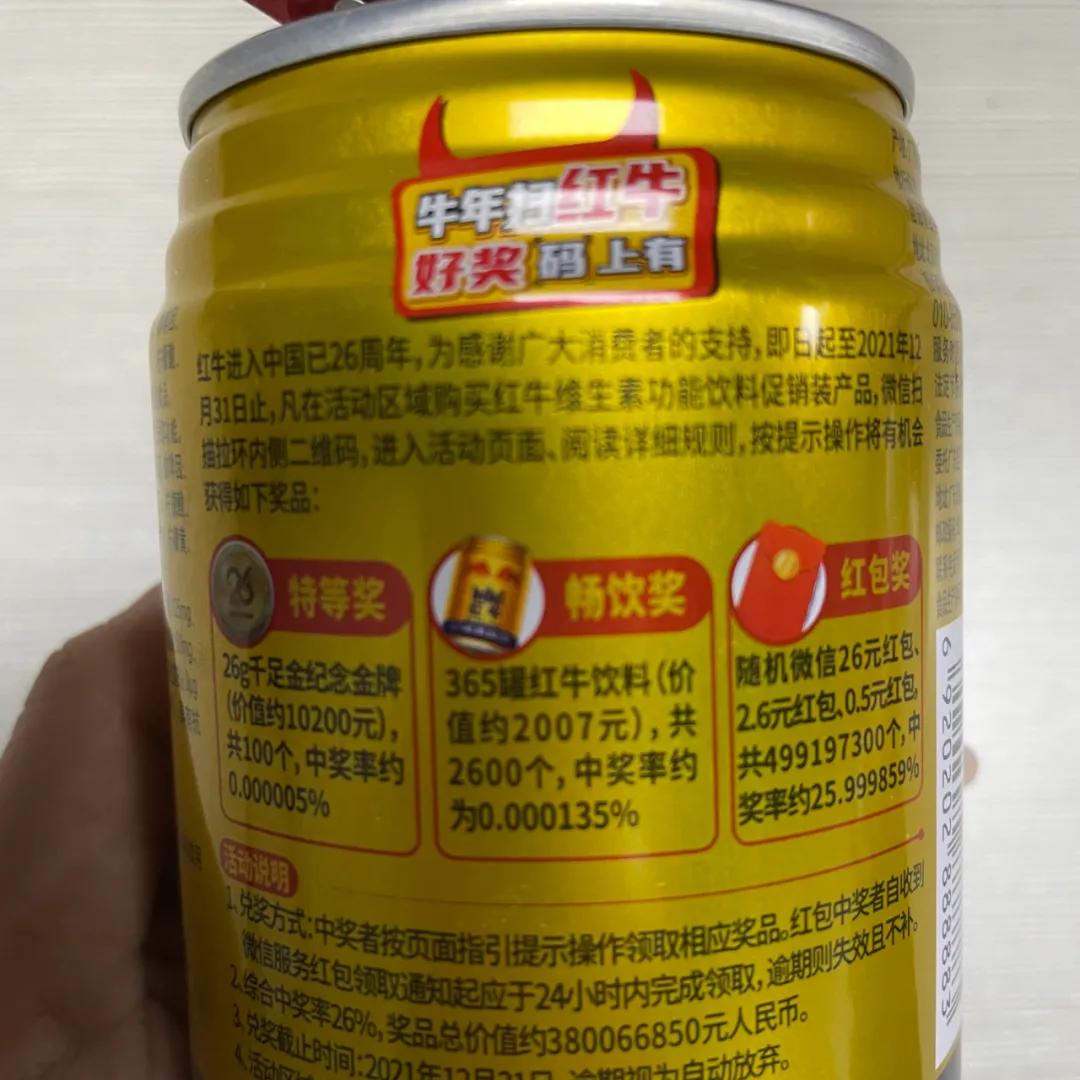 牛年扫红牛
好奖码上有
红牛进入中国已26周年，为感谢广大消费者的支持，即日起至2021年12
月31日止，凡在活动区域购买红牛维生素功能饮料促销装产品，微信扫
描拉环内侧二维码，进入活动页面、阅读详细规则，按提示操作将有机会
获得如下奖品：
26
特等奖
26g千足金纪念金牌
（价值约10200元），
共100个，中奖率约
0.000005%
畅饮奖
365罐红牛饮料（价
值约2007元），共
2600个，中奖率约
为0.000135%
红包奖
随机微信26元红包、
2.6元红包、0.5元红包，
共499197300个，中
奖率约25.999859%
活动说明
1.兑奖方式：中奖者按页面指引提示操作领取相应奖品。红包中奖者自收到
微信服务红包领取通知起应于24小时内完成领取，逾期则失效且不补。
2.综合中奖率26%，奖品总价值约380066850元人民币。
3.兑奖截止时间：2021年12月31日，逾期视为自动放弃。
4.活动区域
6 920202 888883